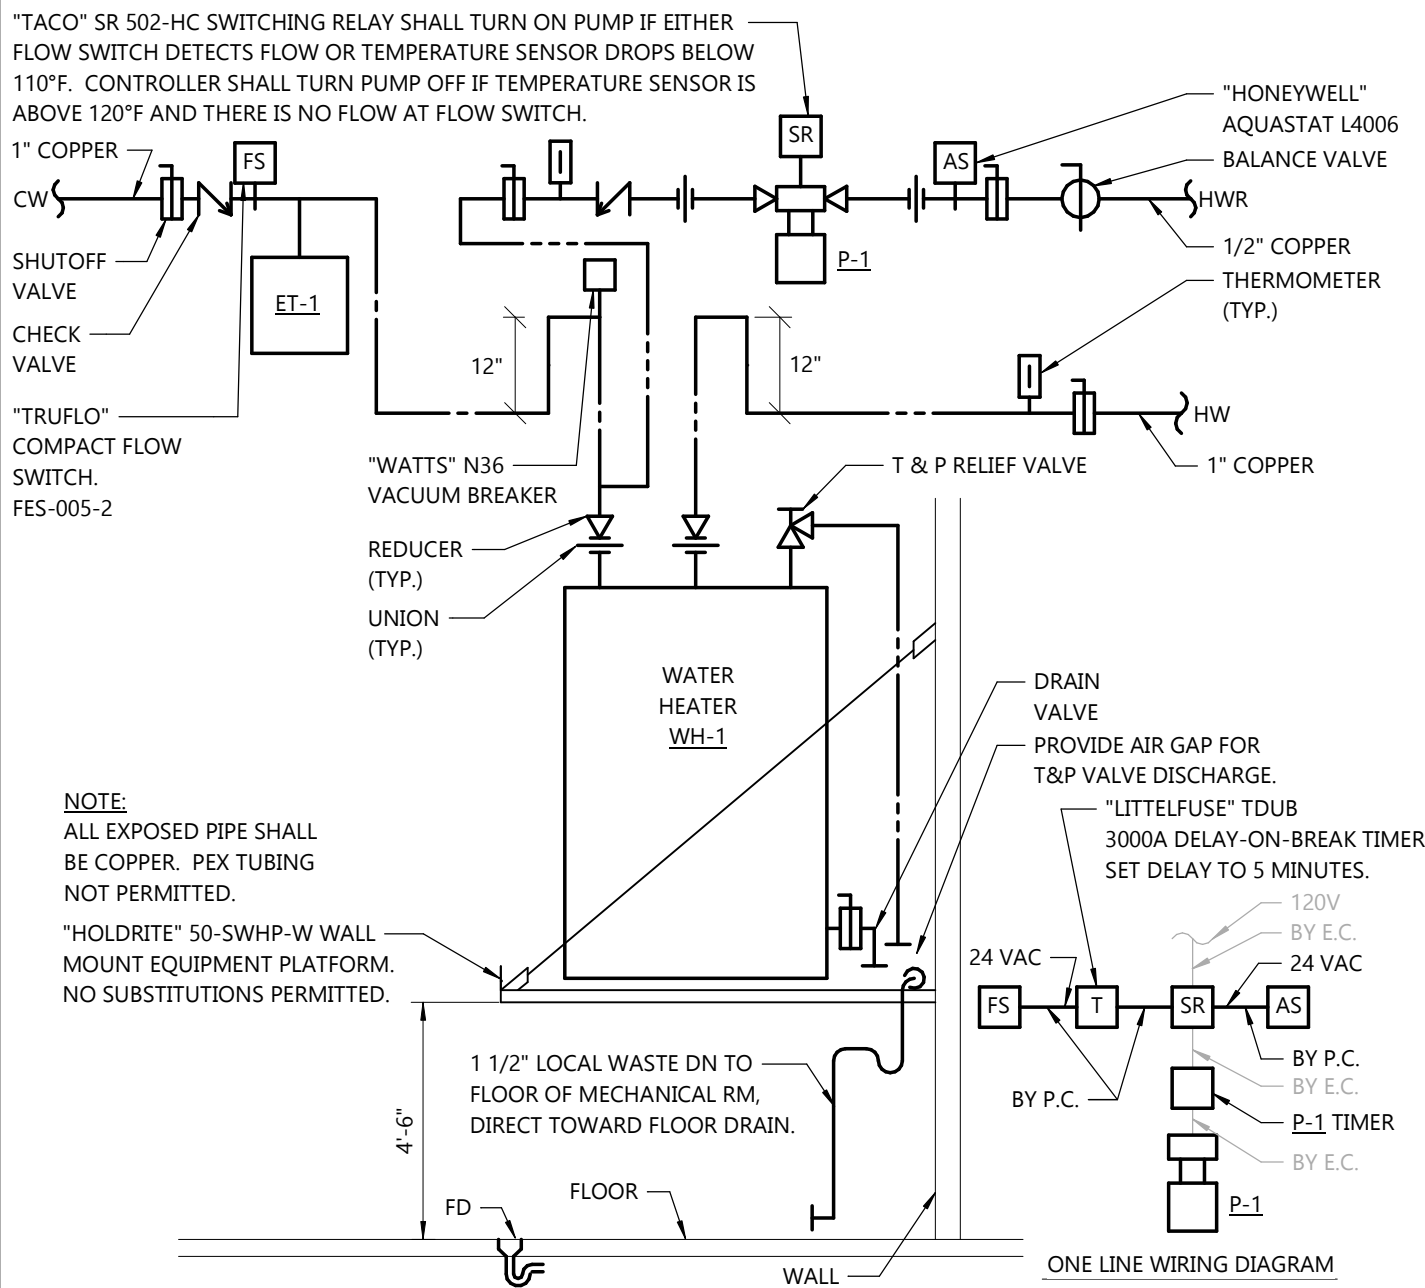 "TACO" SR 502-HC SWITCHING RELAY SHALL TURN ON PUMP IF EITHER
FLOW SWITCH DETECTS FLOW OR TEMPERATURE SENSOR DROPS BELOW
110°F. CONTROLLER SHALL TURN PUMP OFF IF TEMPERATURE SENSOR IS
ABOVE 120°F AND THERE IS NO FLOW AT FLOW SWITCH.
"HONEYWELL"
AQUASTAT L4006
BALANCE VALVE
1" COPPER
FS
SR
AS
CW
HWR
1/2" COPPER
SHUTOFF
VALVE
P-1
THERMOMETER
(TYP.)
ET-1
CHECK
VALVE
12"
12"
"TRUFLO"
COMPACT FLOW
SWITCH.
FES-005-2
HW
1" COPPER
"WATTS" N36
VACUUM BREAKER
T & P RELIEF VALVE
REDUCER
(TYP.)
UNION
(TYP.)
WATER
HEATER
WH-1
DRAIN
VALVE
PROVIDE AIR GAP FOR
T&P VALVE DISCHARGE.
NOTE:
ALL EXPOSED PIPE SHALL
BE COPPER. PEX TUBING
NOT PERMITTED.
"LITTELFUSE" TDUB
3000A DELAY-ON-BREAK TIMER
SET DELAY TO 5 MINUTES.
"HOLDRITE" 50-SWHP-W WALL
MOUNT EQUIPMENT PLATFORM.
NO SUBSTITUTIONS PERMITTED.
120V
BY E.C.
24 VAC
24 VAC
FS
T
SR
AS
BY P.C.
BY P.C.
BY E.C.
P-1 TIMER
BY E.C.
P-1
1 1/2" LOCAL WASTE DN TO
FLOOR OF MECHANICAL RM,
DIRECT TOWARD FLOOR DRAIN.
4'-6"
FD
FLOOR
WALL
ONE LINE WIRING DIAGRAM